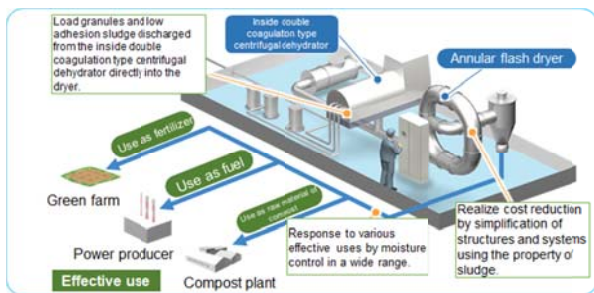 Load granules and low
adhesion sludge discharged
from the inside double
coagulation type centrifugal
dehydrator directly into the
dryer.
Inside double
coagulaton type
centrifugal dehydrator
Annular flash dryer
Use as fertilizer
Green farm
Use as fuel
Power producer
Use as raw material of
compost
Compost plant
Effective use
Response to various
effective uses by moisture
control in a wide range.
Realize cost reduction
by simplification of
structures and systems
using the property of
sludge.